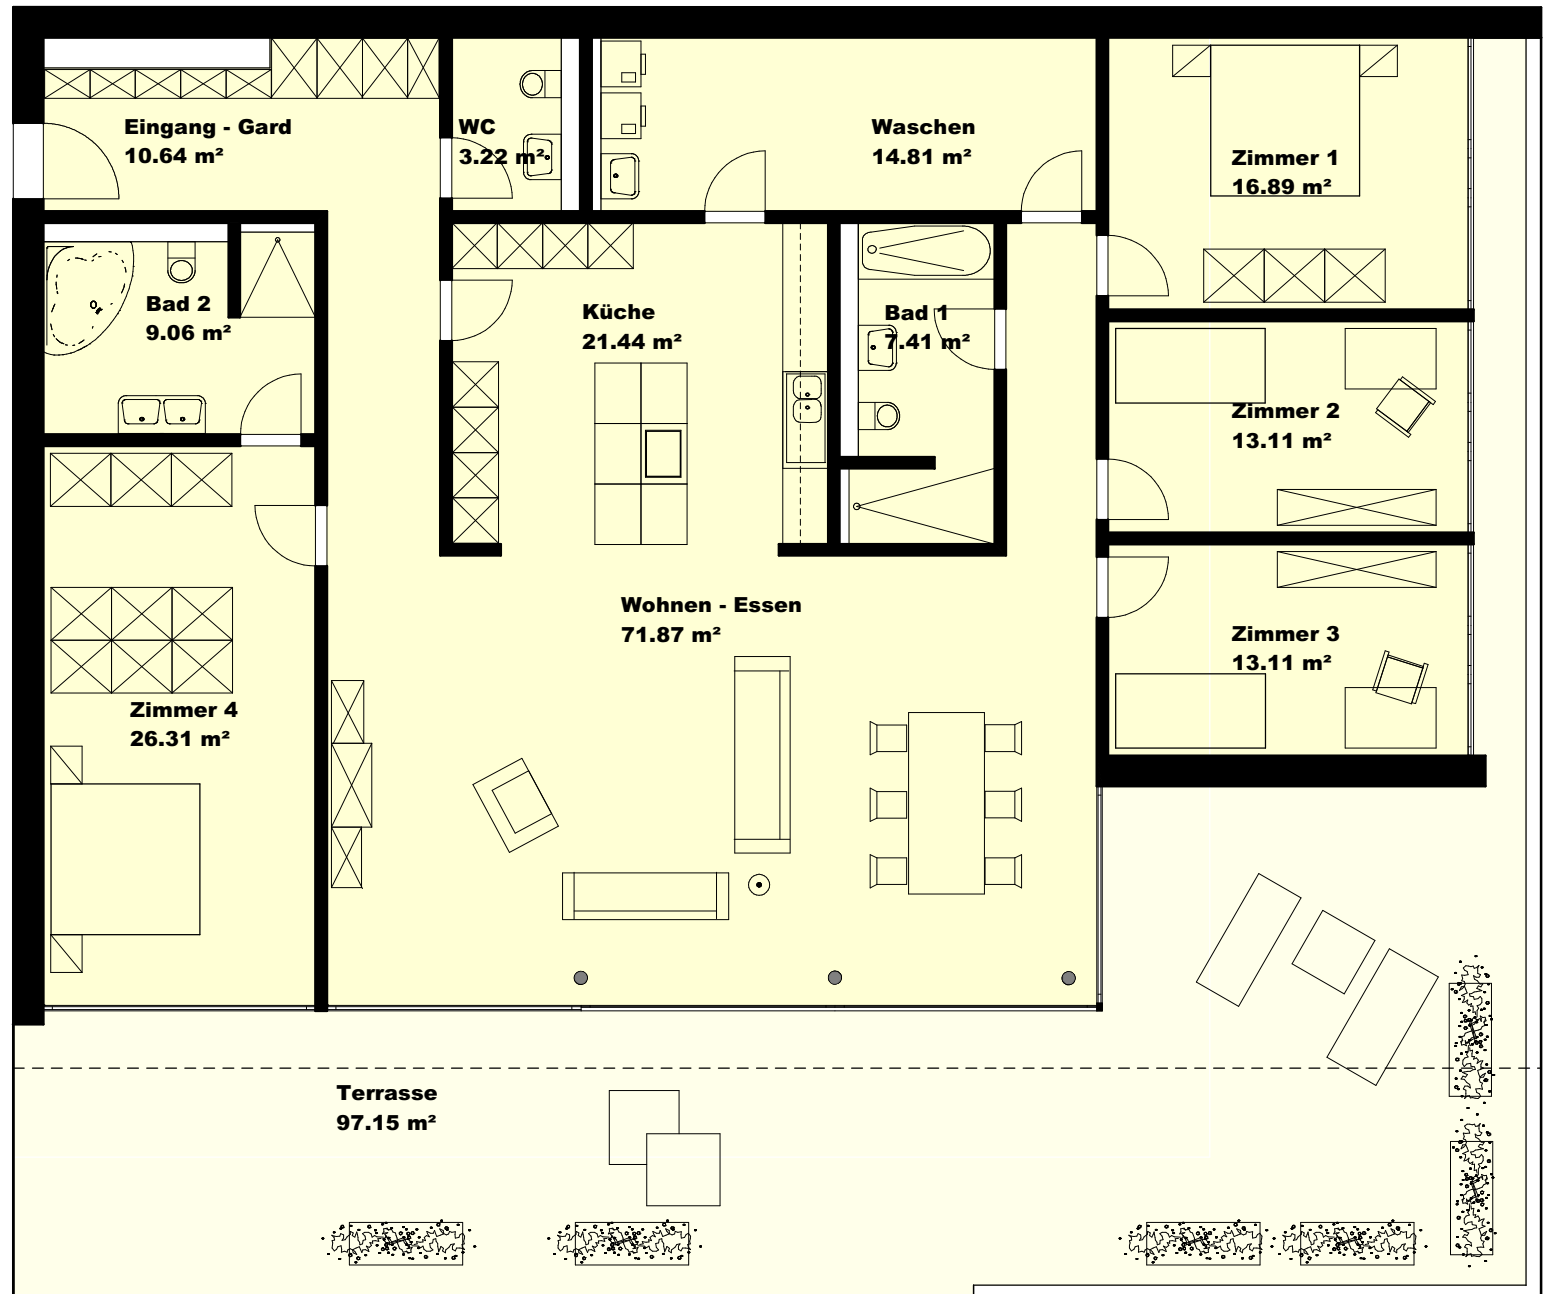 Eingang - Gard
10.64 m²
WC
3.22 m²
Waschen
14.81 m²
Zimmer 1
16.89 m²
Bad 2
9.06 m²
Küche
21.44 m²
Bad 1
7.41 m²
Zimmer 2
13.11 m²
Wohnen - Essen
71.87 m²
Zimmer 3
13.11 m²
Zimmer 4
26.31 m²
Terrasse
97.15 m²